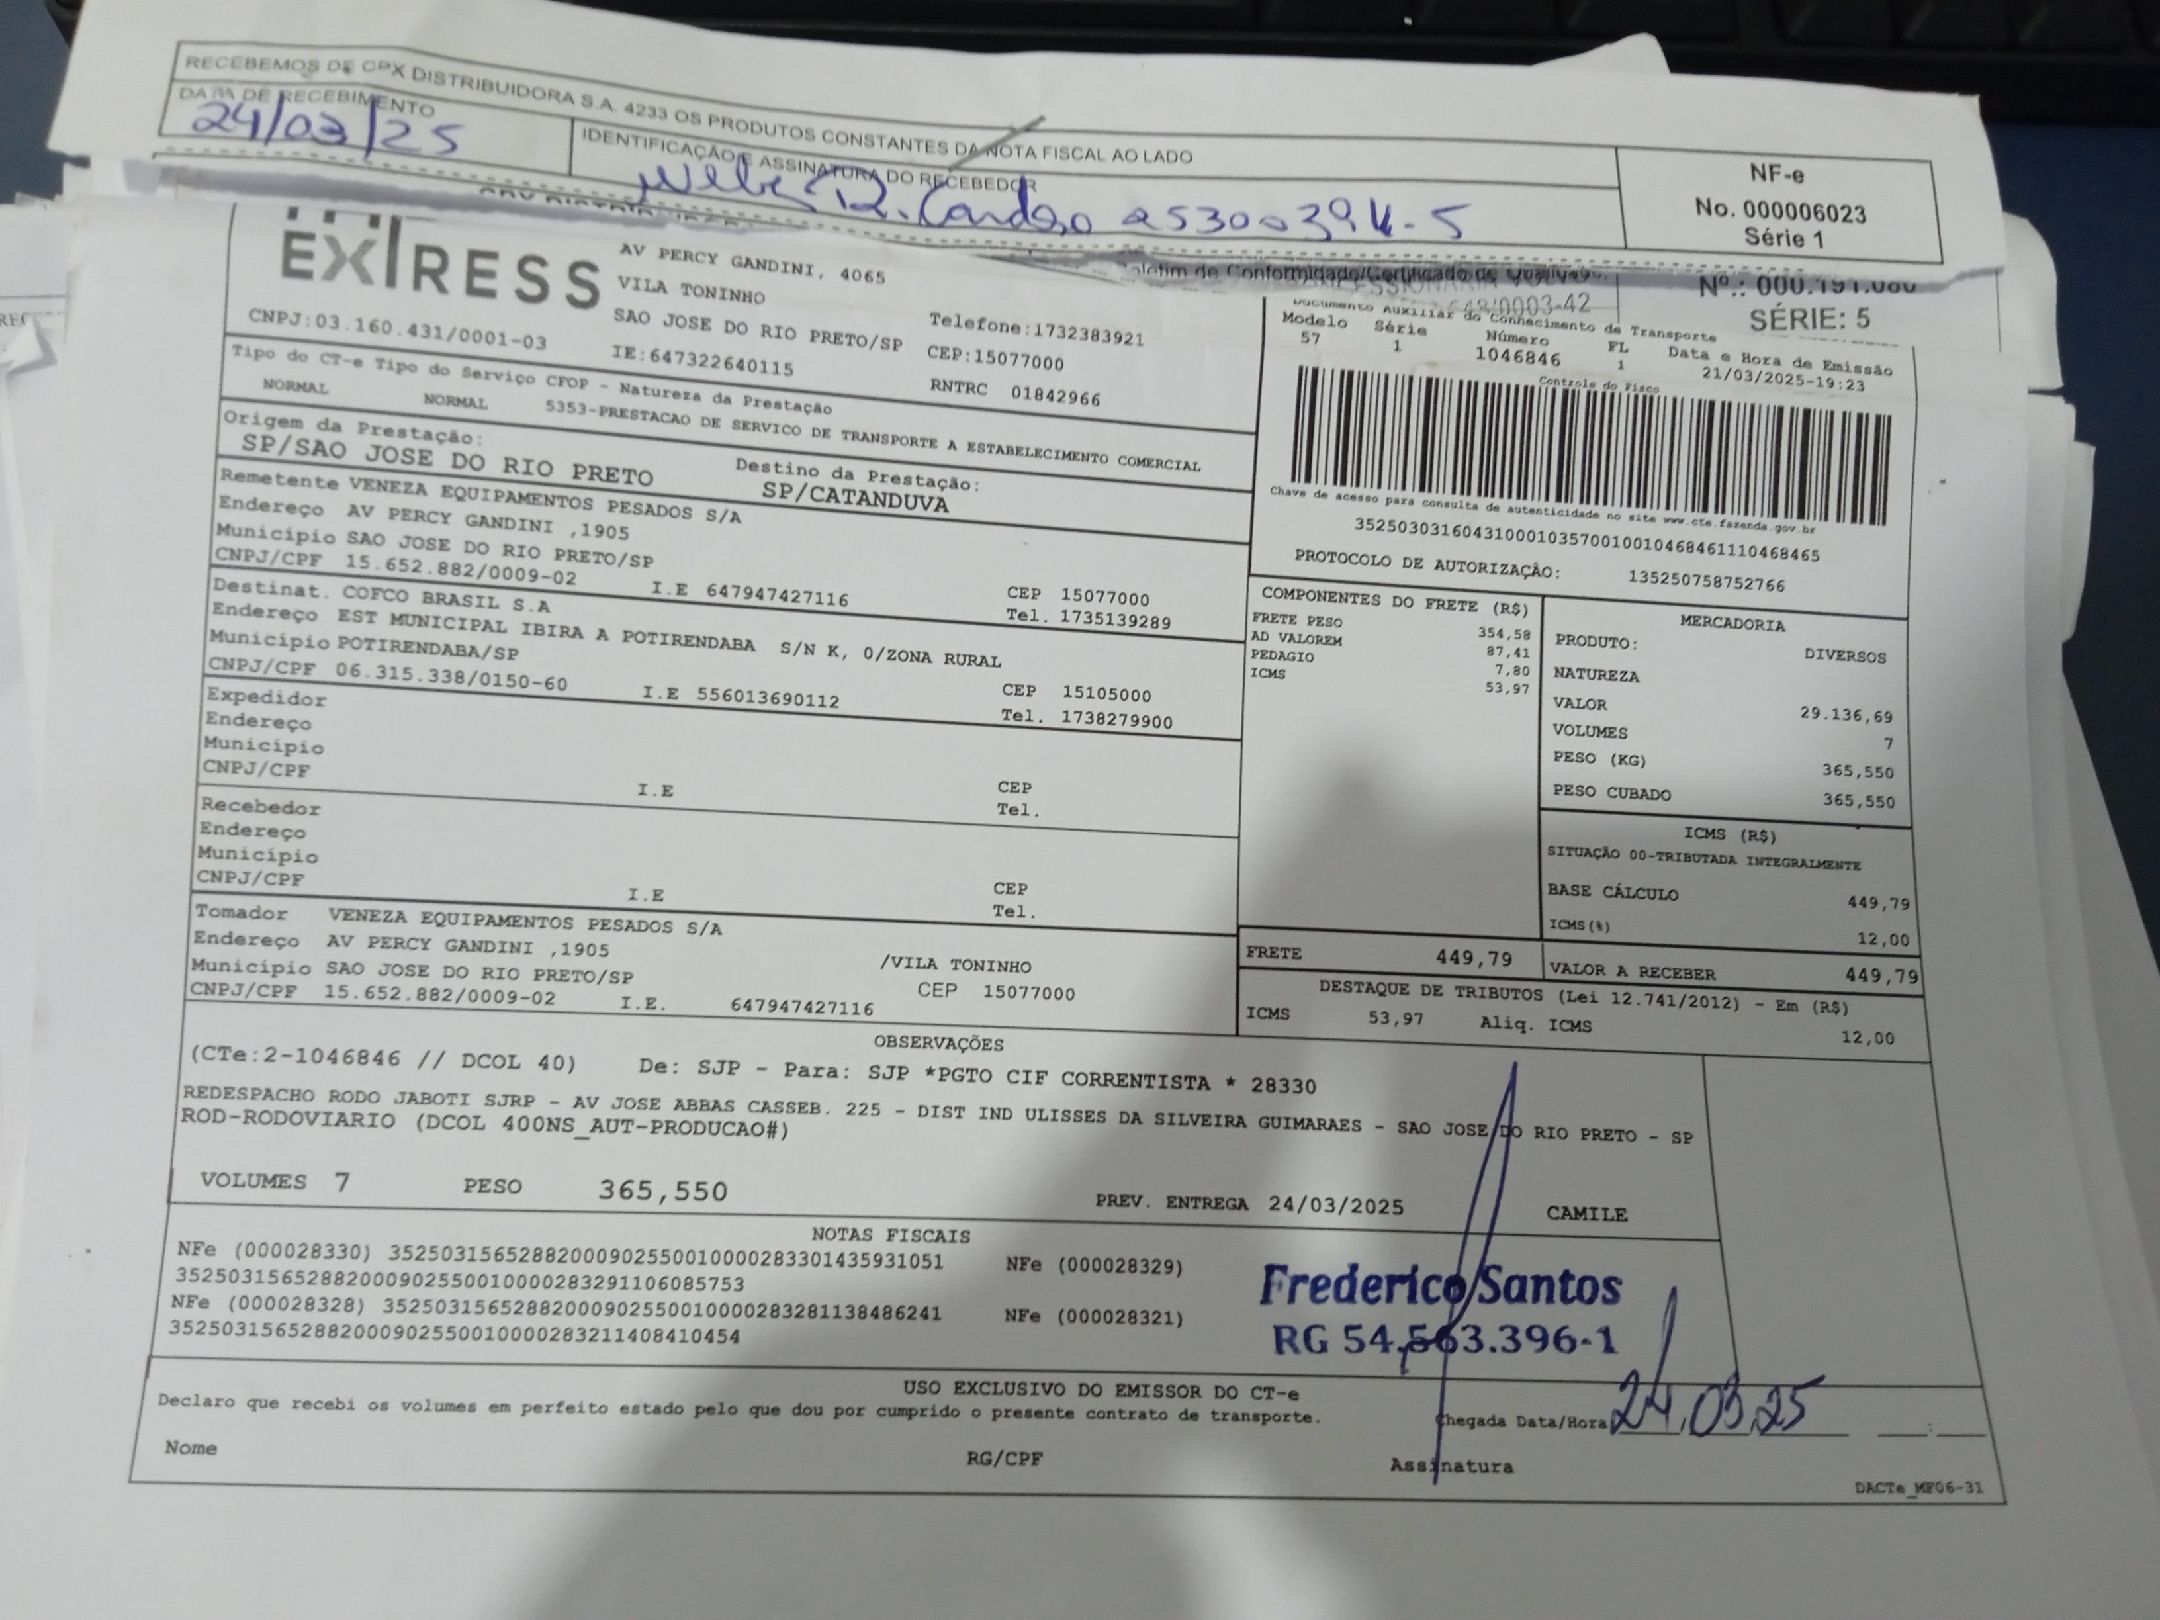 RECEBEMOS DE CPX DISTRIBUIDORA S.A. 4233 OS PRODUTOS CONSTANTES DA NOTA FISCAL AO LADO
DATA DE RECEBIMENTO
24/03/25
IDENTIFICAÇÃO E ASSINATURA DO RECEBEDOR
NF-e
No. 000006023
Série 1
Nº.: 000.191.080
SÉRIE: 5
AV PERCY GANDINI, 4065
VILA TONINHO
SAO JOSE DO RIO PRETO/SP
CNPJ:03.160.431/0001-03
IE:647322640115
Telefone:1732383921
CEP:15077000
RNTRC 01842966
Documento Auxiliar do Conhecimento de Transporte
Modelo Série Número FL Data e Hora de Emissão
57 1 1046846 1 21/03/2025-19:23
Controle do Fisco
Tipo do CT-e Tipo do Serviço CFOP - Natureza da Prestação
NORMAL NORMAL 5353-PRESTACAO DE SERVICO DE TRANSPORTE A ESTABELECIMENTO COMERCIAL
Origem da Prestação: Destino da Prestação:
SP/SAO JOSE DO RIO PRETO SP/CATANDUVA
Chave de acesso para consulta de autenticidade no site www.cte.fazenda.gov.br
35250303160431000103570010010468461110468465
PROTOCOLO DE AUTORIZAÇÃO: 135250758752766
Remetente VENEZA EQUIPAMENTOS PESADOS S/A
Endereço AV PERCY GANDINI ,1905
Município SAO JOSE DO RIO PRETO/SP CEP 15077000
CNPJ/CPF 15.652.882/0009-02 I.E 647947427116 Tel. 1735139289
Destinat. COFCO BRASIL S.A
Endereço EST MUNICIPAL IBIRA A POTIRENDABA S/N K, 0/ZONA RURAL
Município POTIRENDABA/SP CEP 15105000
CNPJ/CPF 06.315.338/0150-60 I.E 556013690112 Tel. 1738279900
Expedidor
Endereço
Município CEP
CNPJ/CPF I.E Tel.
Recebedor
Endereço
Município CEP
CNPJ/CPF I.E Tel.
Tomador VENEZA EQUIPAMENTOS PESADOS S/A
Endereço AV PERCY GANDINI ,1905 /VILA TONINHO
Município SAO JOSE DO RIO PRETO/SP CEP 15077000
CNPJ/CPF 15.652.882/0009-02 I.E. 647947427116
COMPONENTES DO FRETE (R$)
FRETE PESO 354,58
AD VALOREM 87,41
PEDAGIO 7,80
ICMS 53,97
MERCADORIA
PRODUTO: DIVERSOS
NATUREZA
VALOR 29.136,69
VOLUMES 7
PESO (KG) 365,550
PESO CUBADO 365,550
ICMS (R$)
SITUAÇÃO 00-TRIBUTADA INTEGRALMENTE
BASE CÁLCULO 449,79
ICMS(%) 12,00
FRETE 449,79 VALOR A RECEBER 449,79
DESTAQUE DE TRIBUTOS (Lei 12.741/2012) - Em (R$)
ICMS 53,97 Aliq. ICMS 12,00
OBSERVAÇÕES
(CTe:2-1046846 // DCOL 40) De: SJP - Para: SJP *PGTO CIF CORRENTISTA * 28330
REDESPACHO RODO JABOTI SJRP - AV JOSE ABBAS CASSEB. 225 - DIST IND ULISSES DA SILVEIRA GUIMARAES - SAO JOSE DO RIO PRETO - SP
ROD-RODOVIARIO (DCOL 400NS_AUT-PRODUCAO#)
VOLUMES 7 PESO 365,550 PREV. ENTREGA 24/03/2025 CAMILE
NOTAS FISCAIS
NFe (000028330) 35250315652882000902550010000283301435931051 NFe (000028329)
35250315652882000902550010000283291106085753
NFe (000028328) 35250315652882000902550010000283281138486241 NFe (000028321)
35250315652882000902550010000283211408410454
Frederico Santos
RG 54.563.396-1
USO EXCLUSIVO DO EMISSOR DO CT-e
Declaro que recebi os volumes em perfeito estado pelo que dou por cumprido o presente contrato de transporte.
Chegada Data/Hora 24.03.25
Nome RG/CPF Assinatura
DACTe_MF06-31